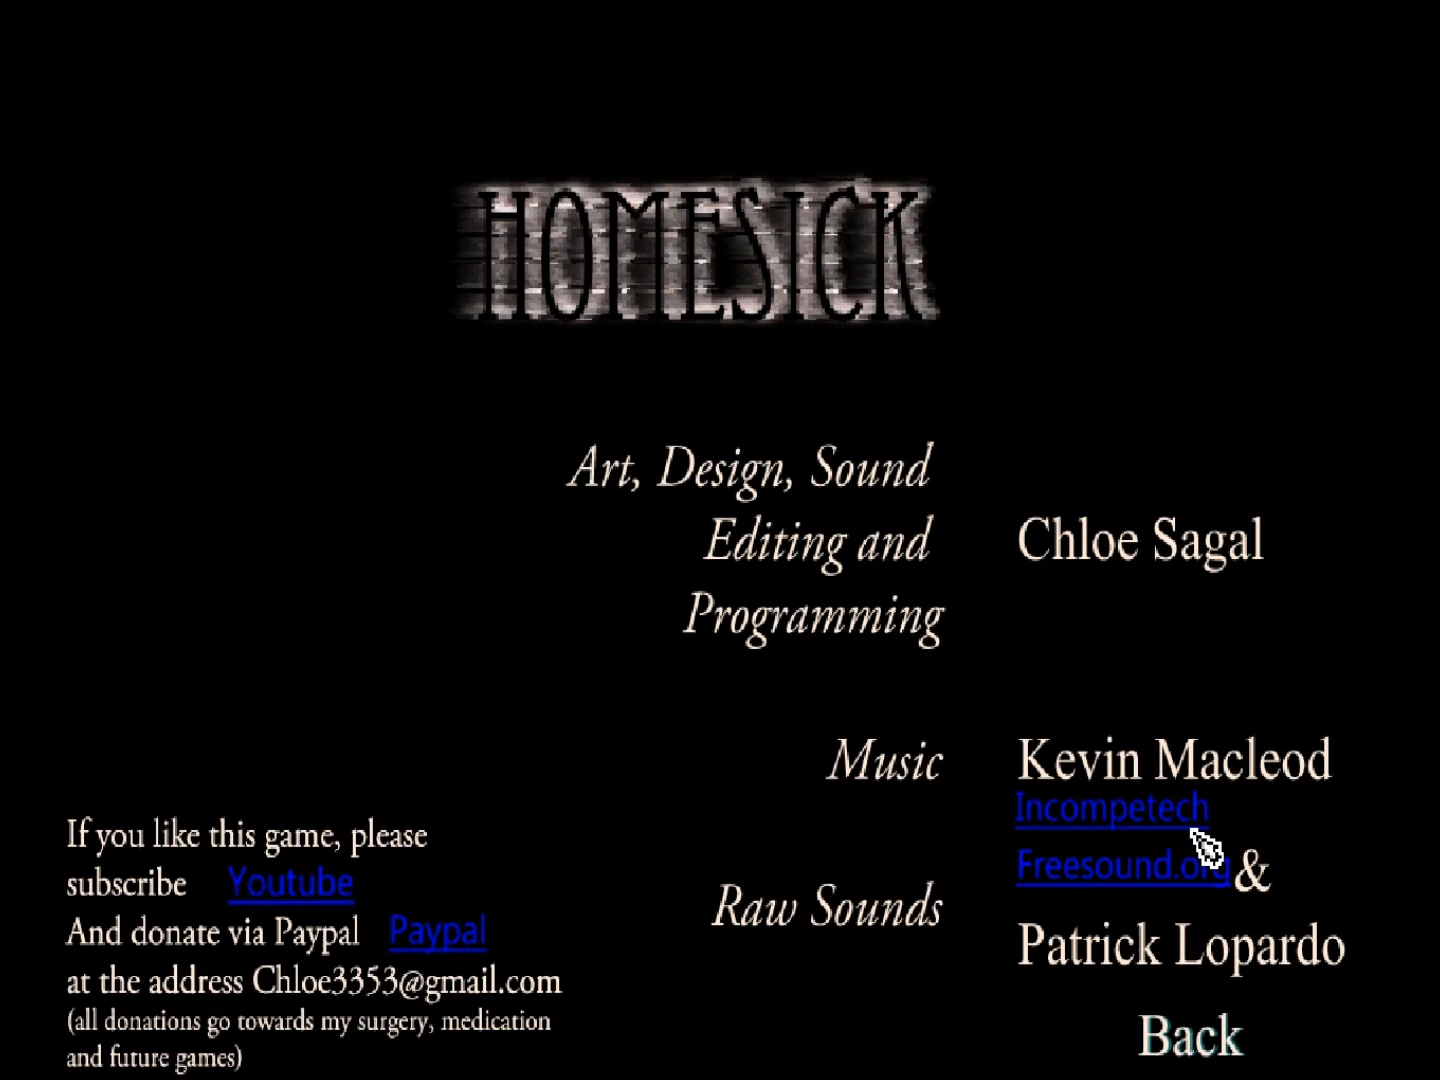 HOMESICK
Art, Design, Sound
Editing and
Programming
Chloe Sagal
Music
Kevin Macleod
Incompetech
Raw Sounds
Freesound.org &
Patrick Lopardo
If you like this game, please
subscribe Youtube
And donate via Paypal Paypal
at the address Chloe3353@gmail.com
(all donations go towards my surgery, medication
and future games)
Back